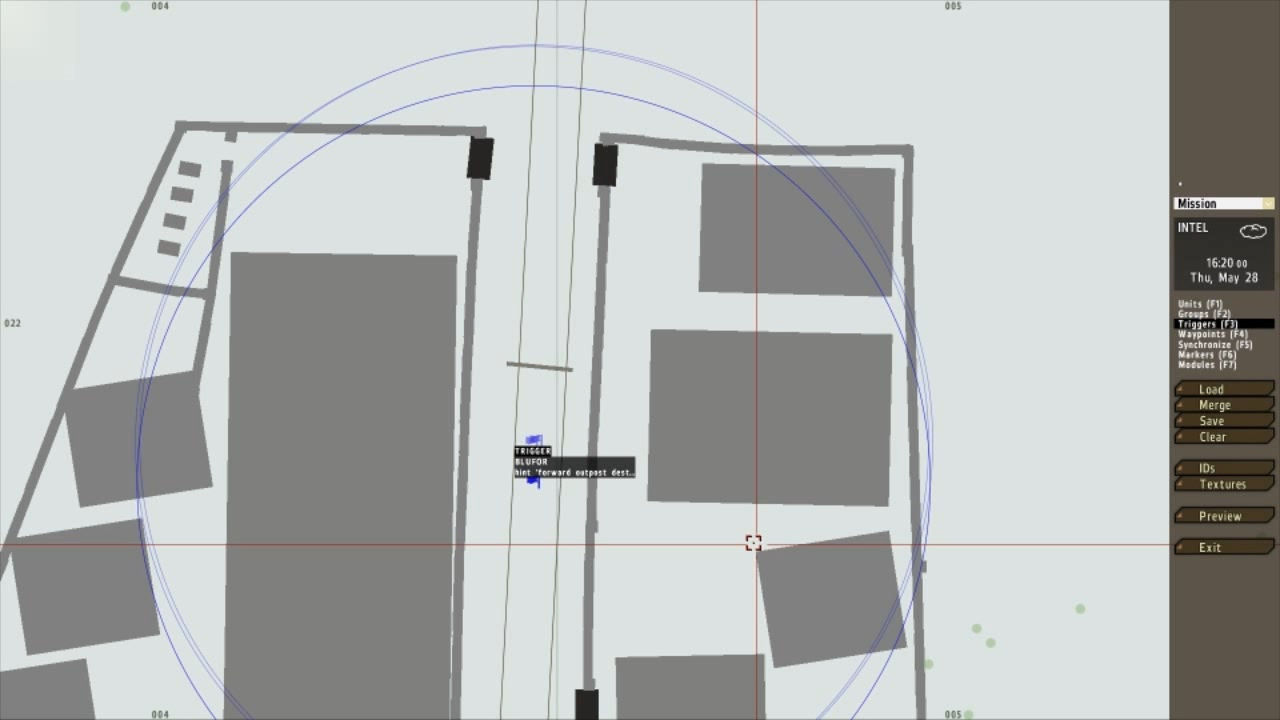 004
005
Mission
INTEL
16:20 00
Thu, May 28
022
Units (F1)
Groups (F2)
Triggers (F3)
Waypoints (F4)
Synchronize (F5)
Markers (F6)
Modules (F7)
Load
Merge
Save
Clear
TRIGGER
BLUFOR
hint 'forward outpost dest..
IDs
Textures
Preview
Exit
004
005